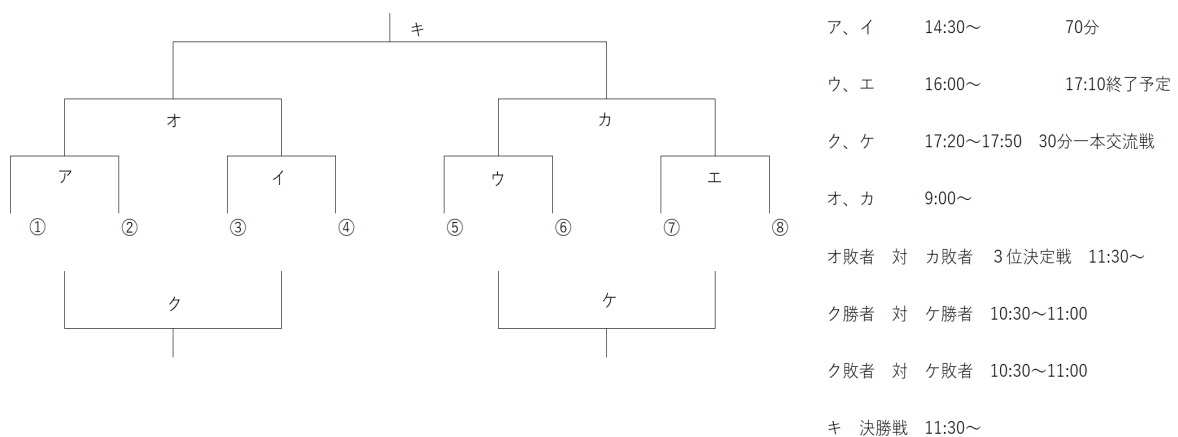 キ
オ
カ
ア
イ
ウ
エ
① ② ③ ④ ⑤ ⑥ ⑦ ⑧
ク
ケ
ア、イ 14:30～ 70分
ウ、エ 16:00～ 17:10終了予定
ク、ケ 17:20～17:50 30分一本交流戦
オ、カ 9:00～
オ敗者 対 カ敗者 ３位決定戦 11:30～
ク勝者 対 ケ勝者 10:30～11:00
ク敗者 対 ケ敗者 10:30～11:00
キ 決勝戦 11:30～